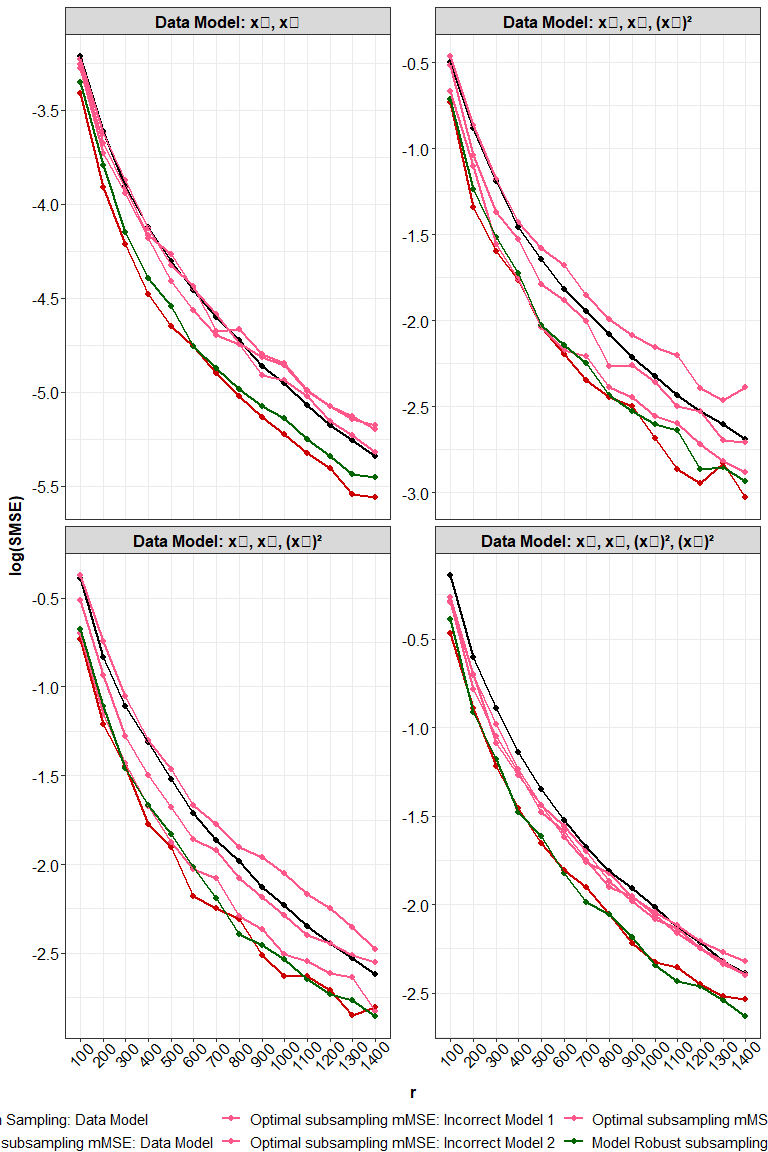 Data Model: x▯, x▯
Data Model: x▯, x▯, (x▯)²
-3.5
-4.0
-4.5
-5.0
-5.5
-0.5
-1.0
-1.5
-2.0
-2.5
-3.0
log(SMSE)
Data Model: x▯, x▯, (x▯)²
Data Model: x▯, x▯, (x▯)², (x▯)²
-0.5
-1.0
-1.5
-2.0
-2.5
-0.5
-1.0
-1.5
-2.0
-2.5
100 200 300 400 500 600 700 800 900 1000 1100 1200 1300 1400
100 200 300 400 500 600 700 800 900 1000 1100 1200 1300 1400
r
Sampling: Data Model Optimal subsampling mMSE: Incorrect Model 1 Optimal subsampling mMS
subsampling mMSE: Data Model Optimal subsampling mMSE: Incorrect Model 2 Model Robust subsampling